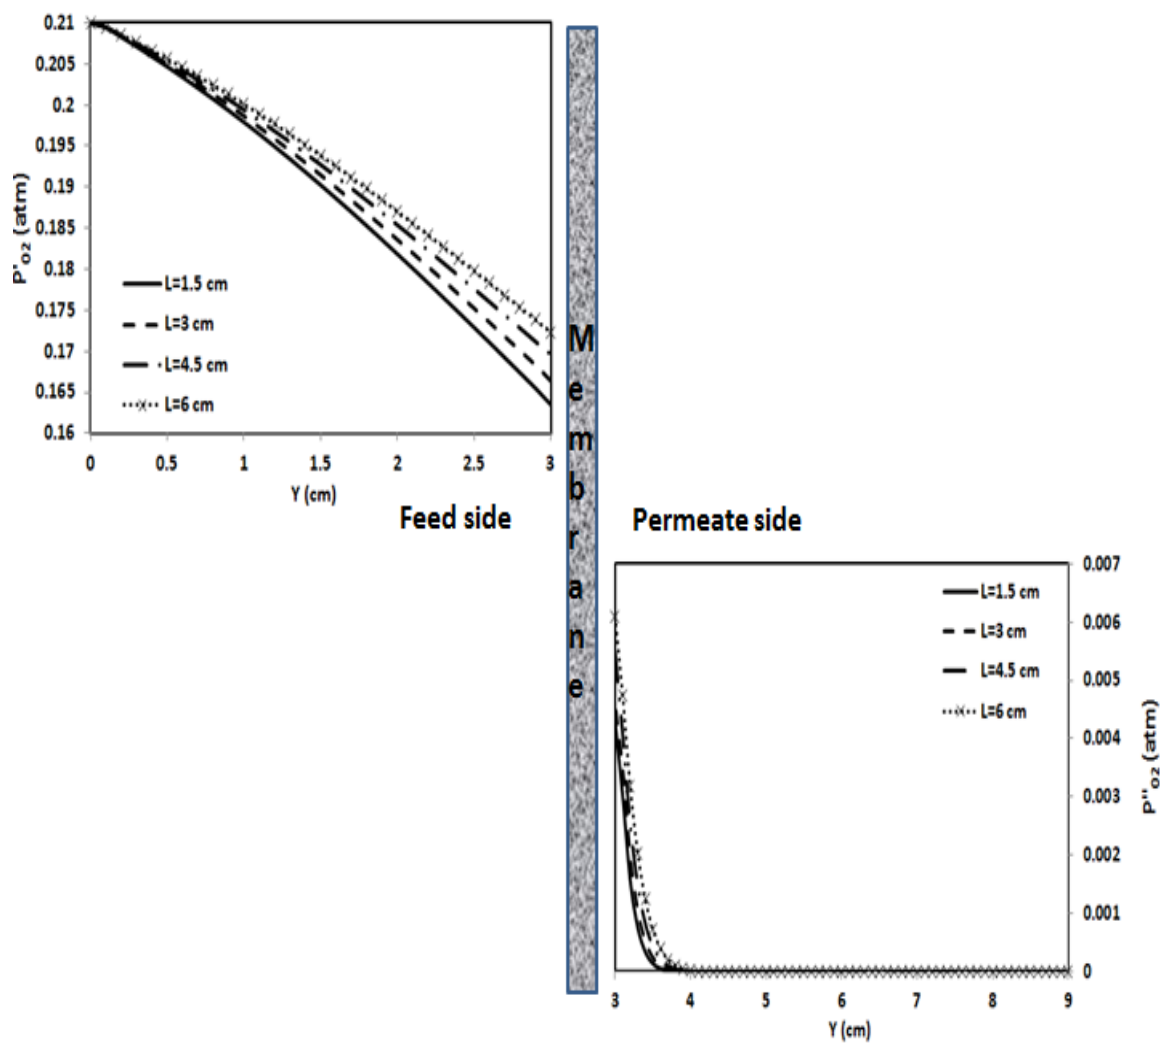 0.21
0.205
0.2
0.195
0.19
0.185
0.18
0.175
0.17
0.165
0.16
P'O2 (atm)
L=1.5 cm
L=3 cm
L=4.5 cm
L=6 cm
0 0.5 1 1.5 2 2.5 3
Y (cm)
Feed side
Membrane
Permeate side
0.007
0.006
0.005
0.004
0.003
0.002
0.001
0
P"O2 (atm)
L=1.5 cm
L=3 cm
L=4.5 cm
L=6 cm
3 4 5 6 7 8 9
Y (cm)